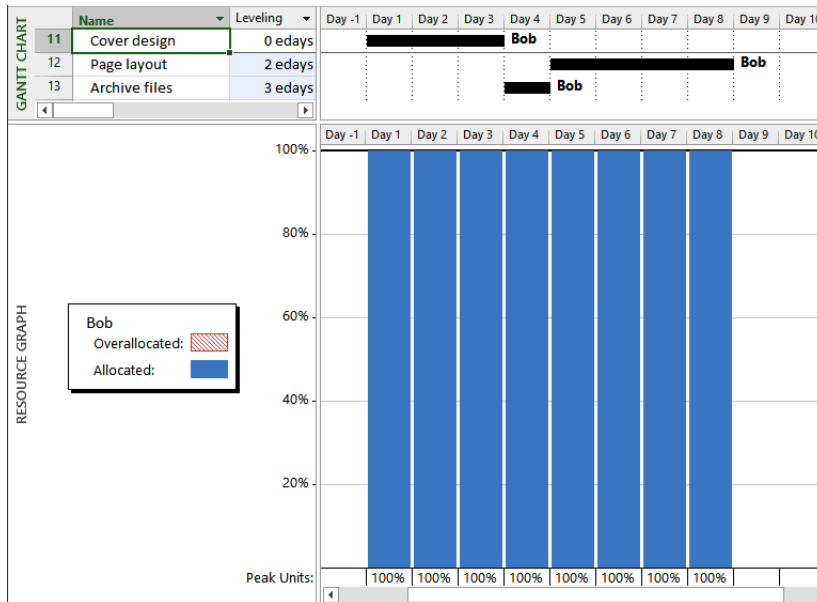 GANTT CHART
Name Leveling
11 Cover design 0 edays
12 Page layout 2 edays
13 Archive files 3 edays
Day -1 Day 1 Day 2 Day 3 Day 4 Day 5 Day 6 Day 7 Day 8 Day 9 Day 10
Bob
Bob
Bob
RESOURCE GRAPH
Day -1 Day 1 Day 2 Day 3 Day 4 Day 5 Day 6 Day 7 Day 8 Day 9 Day 10
100%
80%
60%
40%
20%
Bob
Overallocated:
Allocated:
Peak Units: 100% 100% 100% 100% 100% 100% 100% 100%